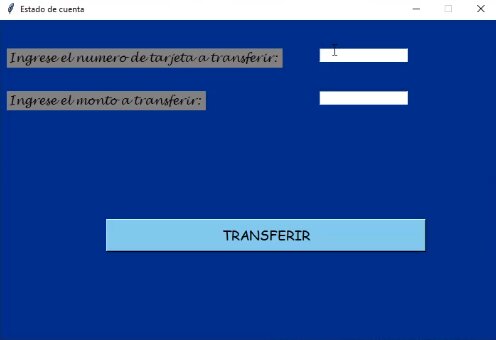 Estado de cuenta
Ingrese el numero de tarjeta a transferir:
Ingrese el monto a transferir:
TRANSFERIR